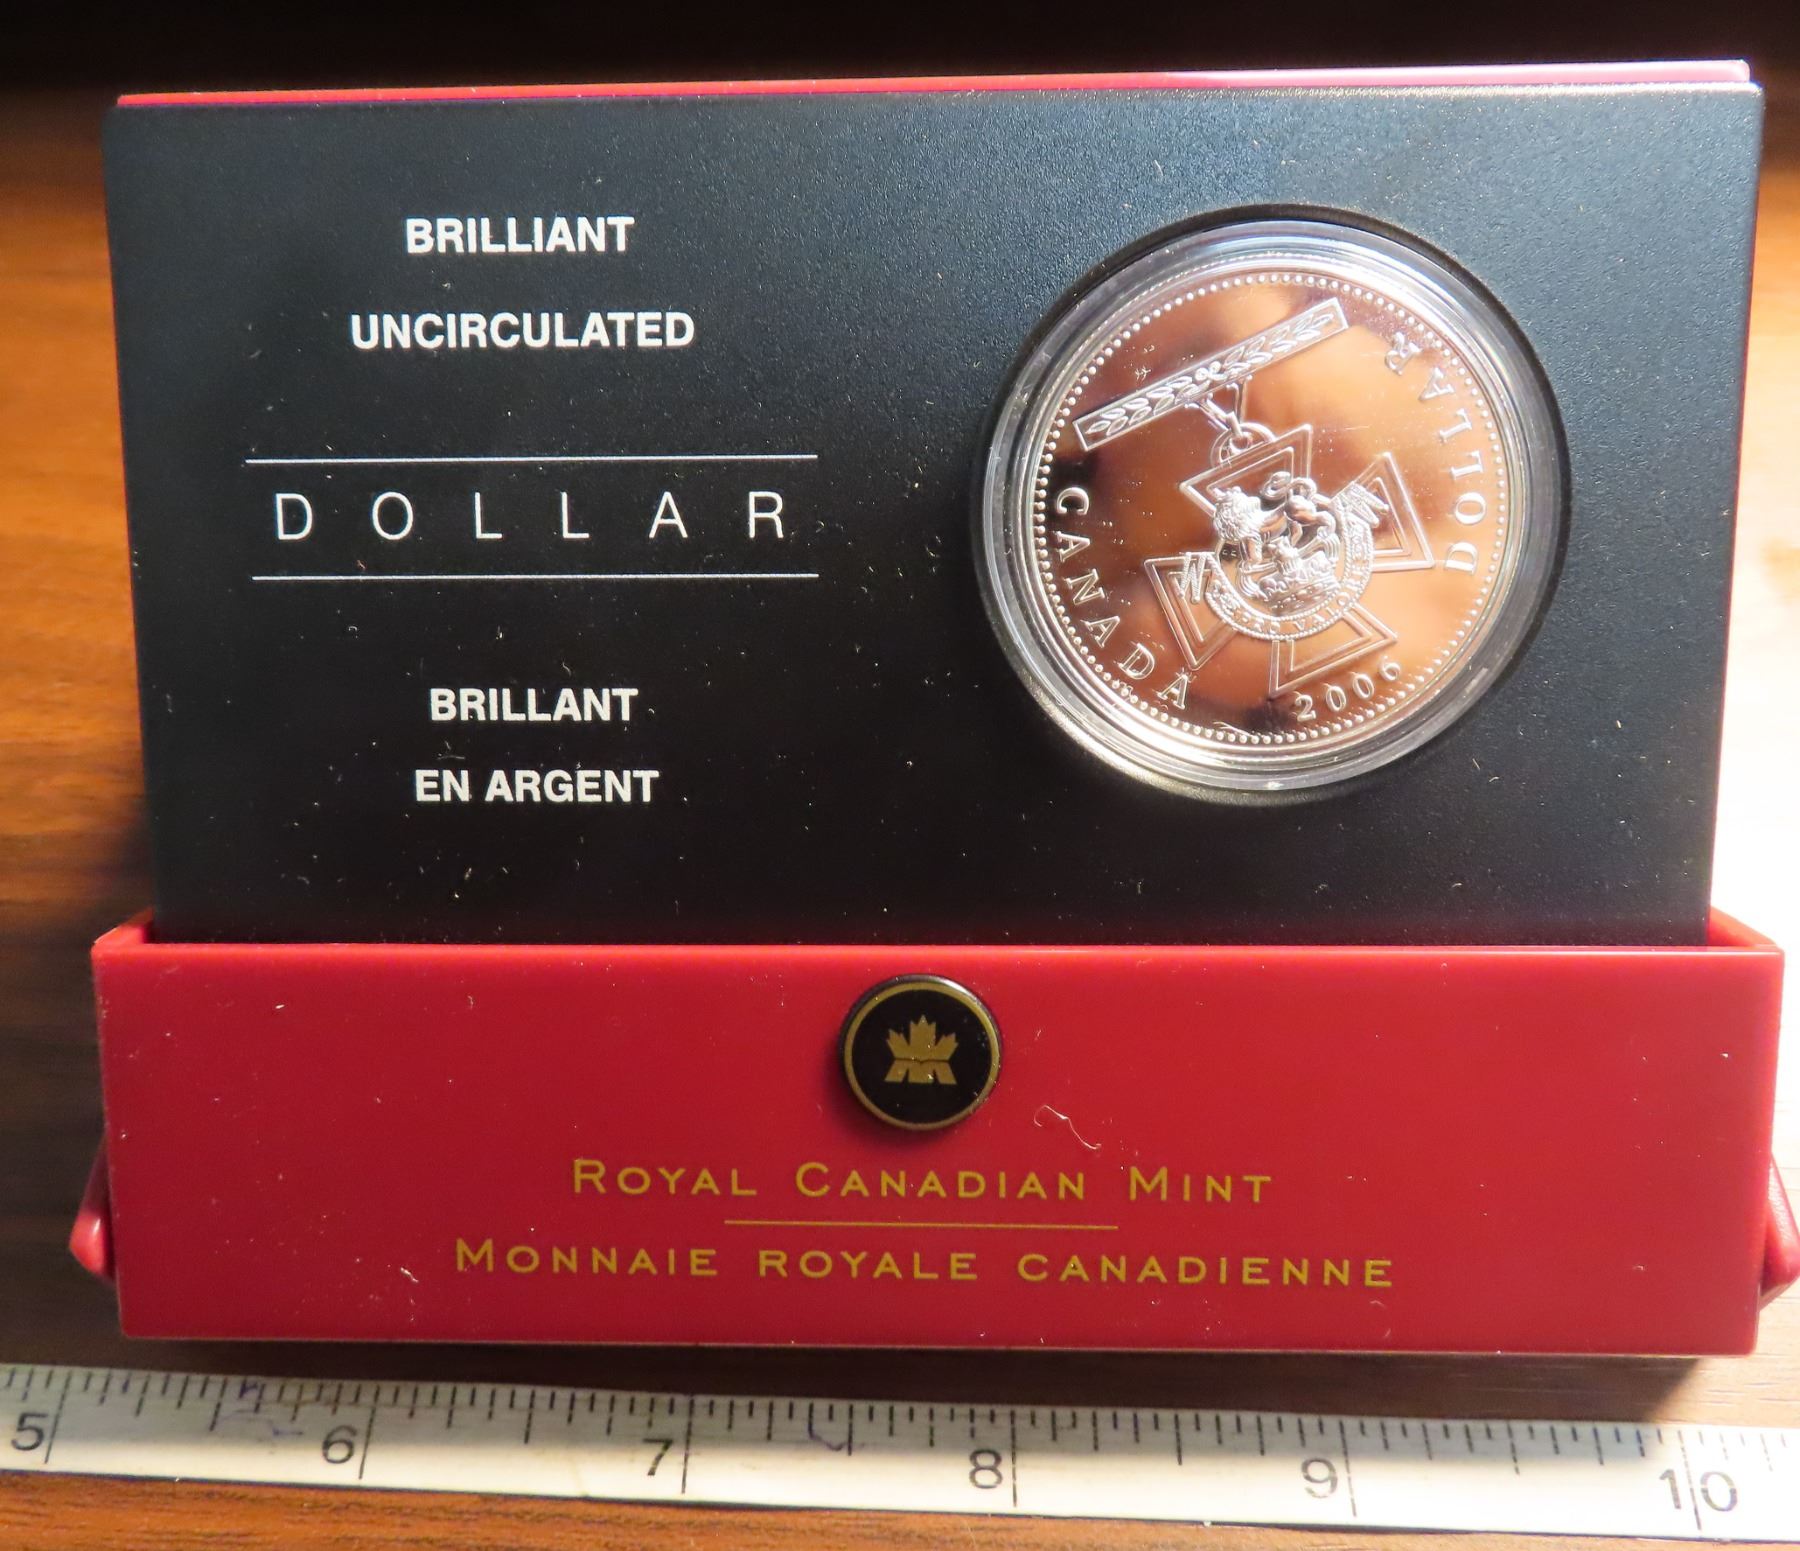 BRILLIANT
UNCIRCULATED
DOLLAR
BRILLANT
EN ARGENT
CANADA
2006
DOLLAR
ROYAL CANADIAN MINT
MONNAIE ROYALE CANADIENNE
5 6 7 8 9 10